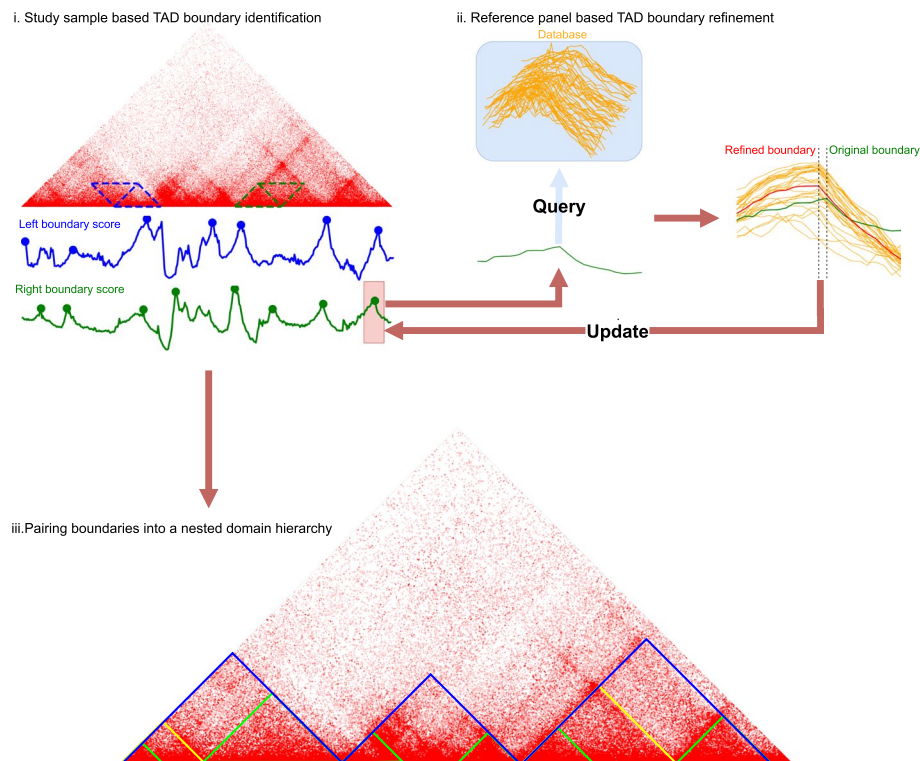 i. Study sample based TAD boundary identification
ii. Reference panel based TAD boundary refinement
Database
Refined boundary
Original boundary
Query
Left boundary score
Right boundary score
Update
iii.Pairing boundaries into a nested domain hierarchy